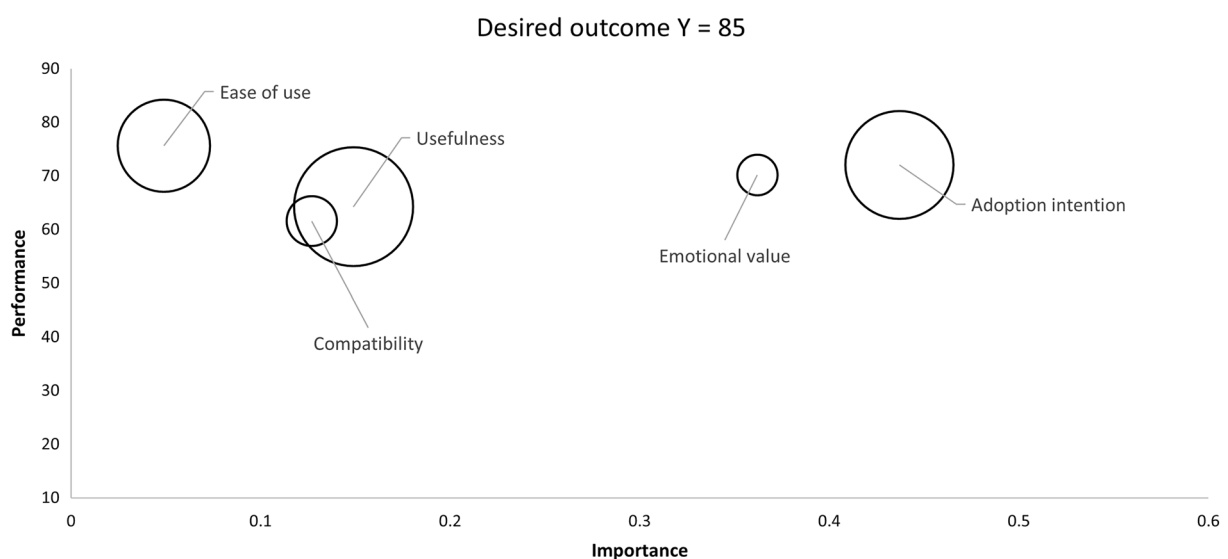 Desired outcome Y = 85
90
80
70
60
50
40
30
20
10
Performance
Ease of use
Usefulness
Compatibility
Emotional value
Adoption intention
0
0.1
0.2
0.3
0.4
0.5
0.6
Importance